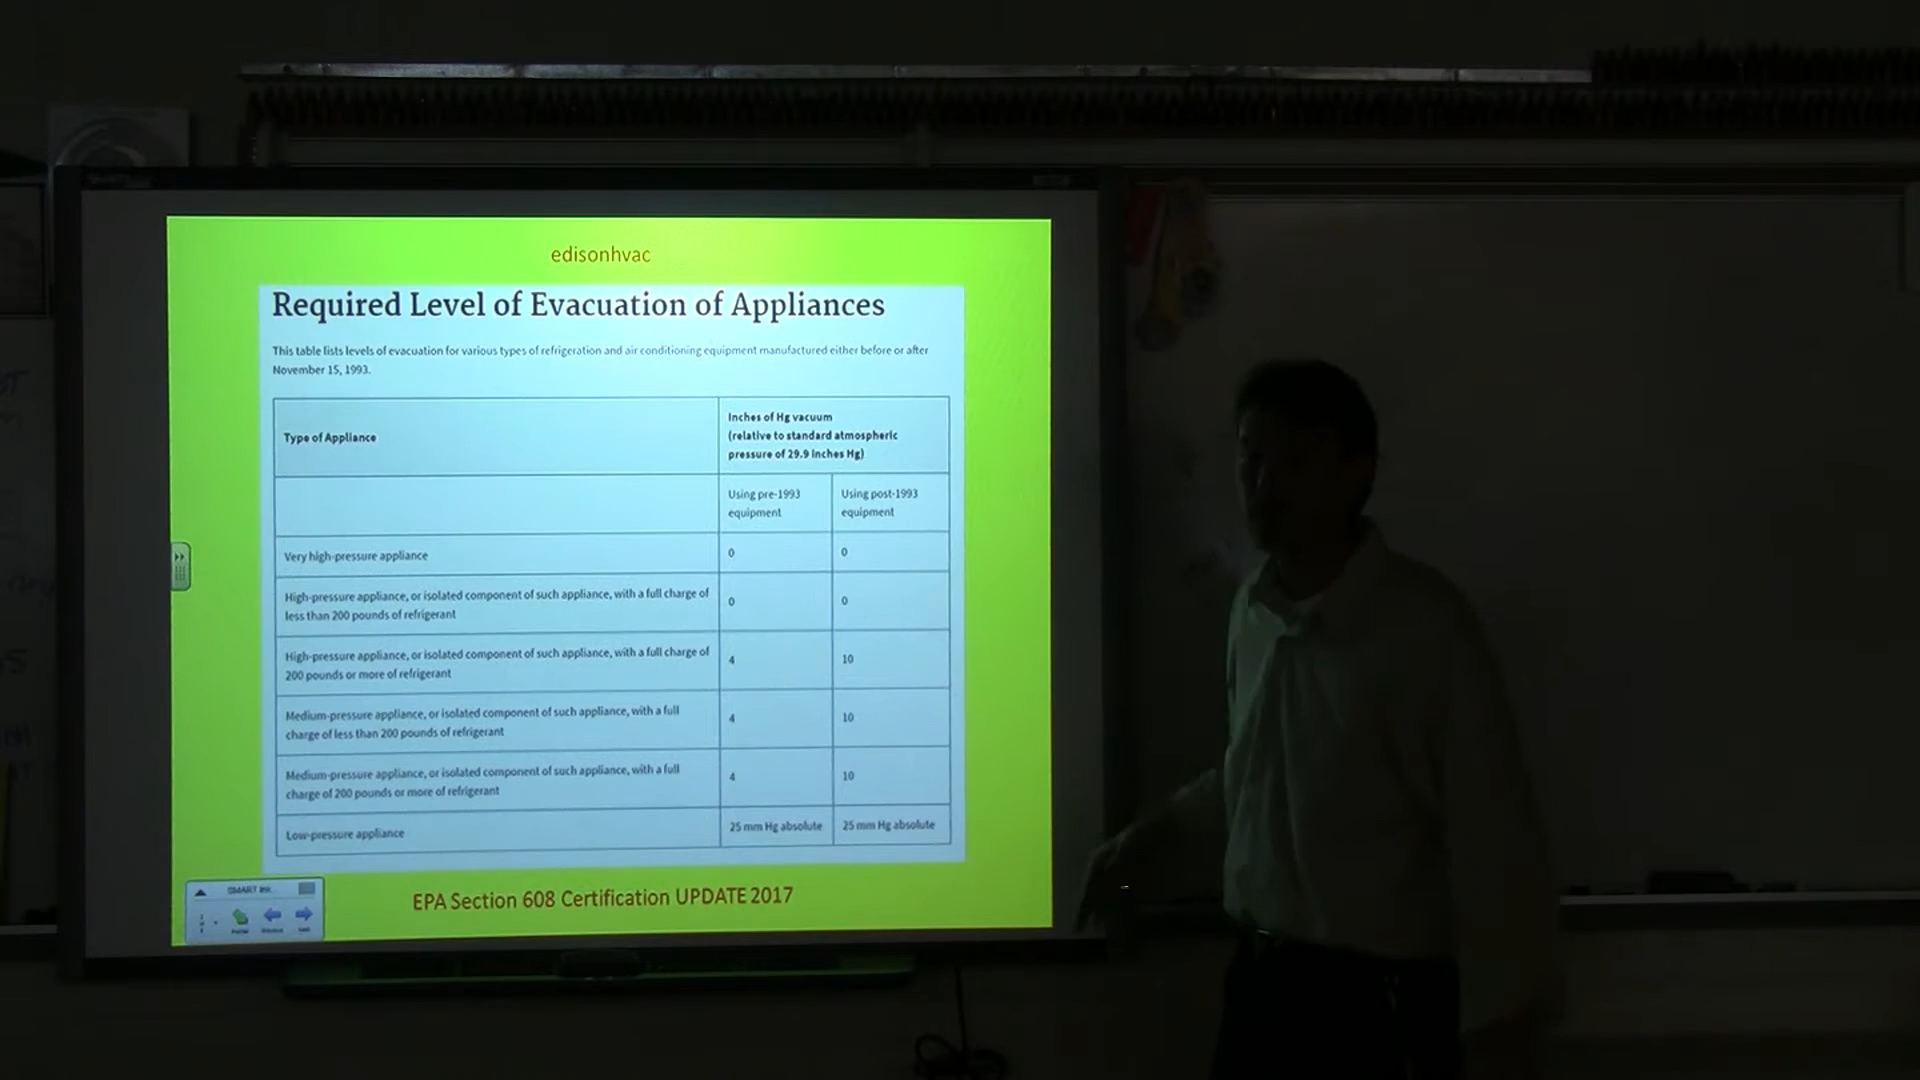 edisonhvac
Required Level of Evacuation of Appliances
This table lists levels of evacuation for various types of refrigeration and air conditioning equipment manufactured either before or after
November 15, 1993.
Type of Appliance
Inches of Hg vacuum
(relative to standard atmospheric
pressure of 29.9 inches Hg)
Using pre-1993
equipment
Using post-1993
equipment
Very high-pressure appliance
0
0
High-pressure appliance, or isolated component of such appliance, with a full charge of
less than 200 pounds of refrigerant
0
0
High-pressure appliance, or isolated component of such appliance, with a full charge of
200 pounds or more of refrigerant
4
10
Medium-pressure appliance, or isolated component of such appliance, with a full
charge of less than 200 pounds of refrigerant
4
10
Medium-pressure appliance, or isolated component of such appliance, with a full
charge of 200 pounds or more of refrigerant
4
10
Low-pressure appliance
25 mm Hg absolute
25 mm Hg absolute
SMART
EPA Section 608 Certification UPDATE 2017